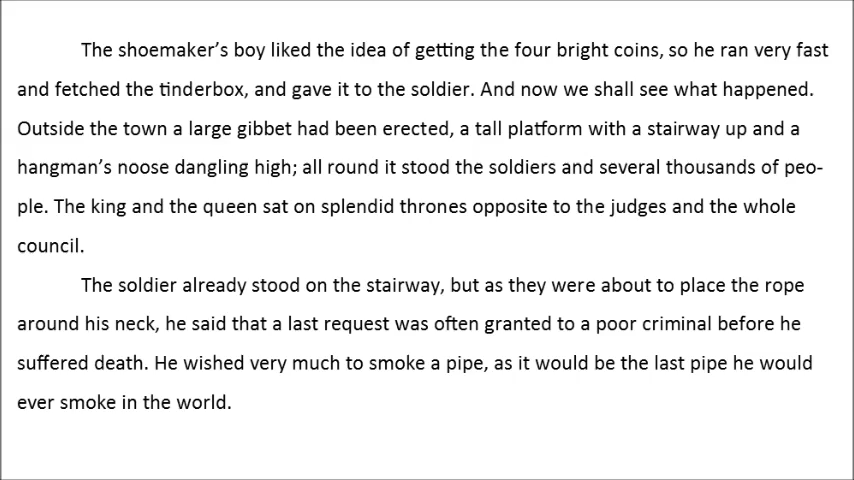 The shoemaker’s boy liked the idea of getting the four bright coins, so he ran very fast
and fetched the tinderbox, and gave it to the soldier. And now we shall see what happened.
Outside the town a large gibbet had been erected, a tall platform with a stairway up and a
hangman’s noose dangling high; all round it stood the soldiers and several thousands of peo-
ple. The king and the queen sat on splendid thrones opposite to the judges and the whole
council.
The soldier already stood on the stairway, but as they were about to place the rope
around his neck, he said that a last request was often granted to a poor criminal before he
suffered death. He wished very much to smoke a pipe, as it would be the last pipe he would
ever smoke in the world.